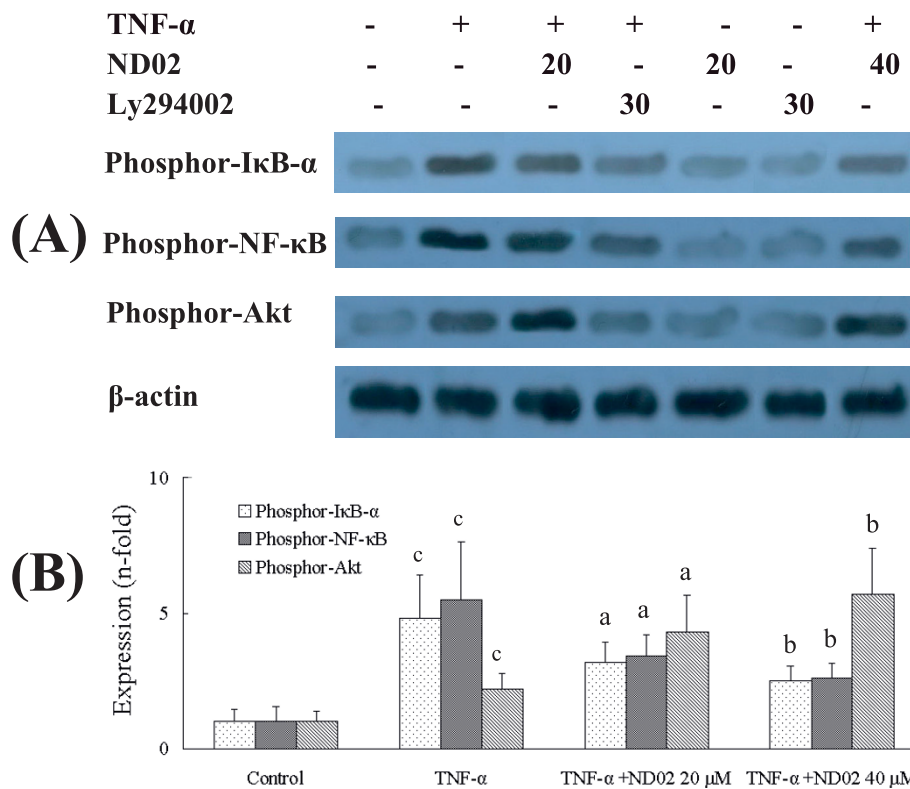 TNF-α - + + + - - +
ND02 - - 20 - 20 - 40
Ly294002 - - - 30 - 30 -
Phosphor-IκB-α
(A) Phosphor-NF-κB
Phosphor-Akt
β-actin
(B)
Expression (n-fold)
10
5
0
Phosphor-IκB-α
Phosphor-NF-κB
Phosphor-Akt
c c c
a a a
b b b
Control TNF-α TNF-α +ND02 20 μM TNF-α +ND02 40 μM